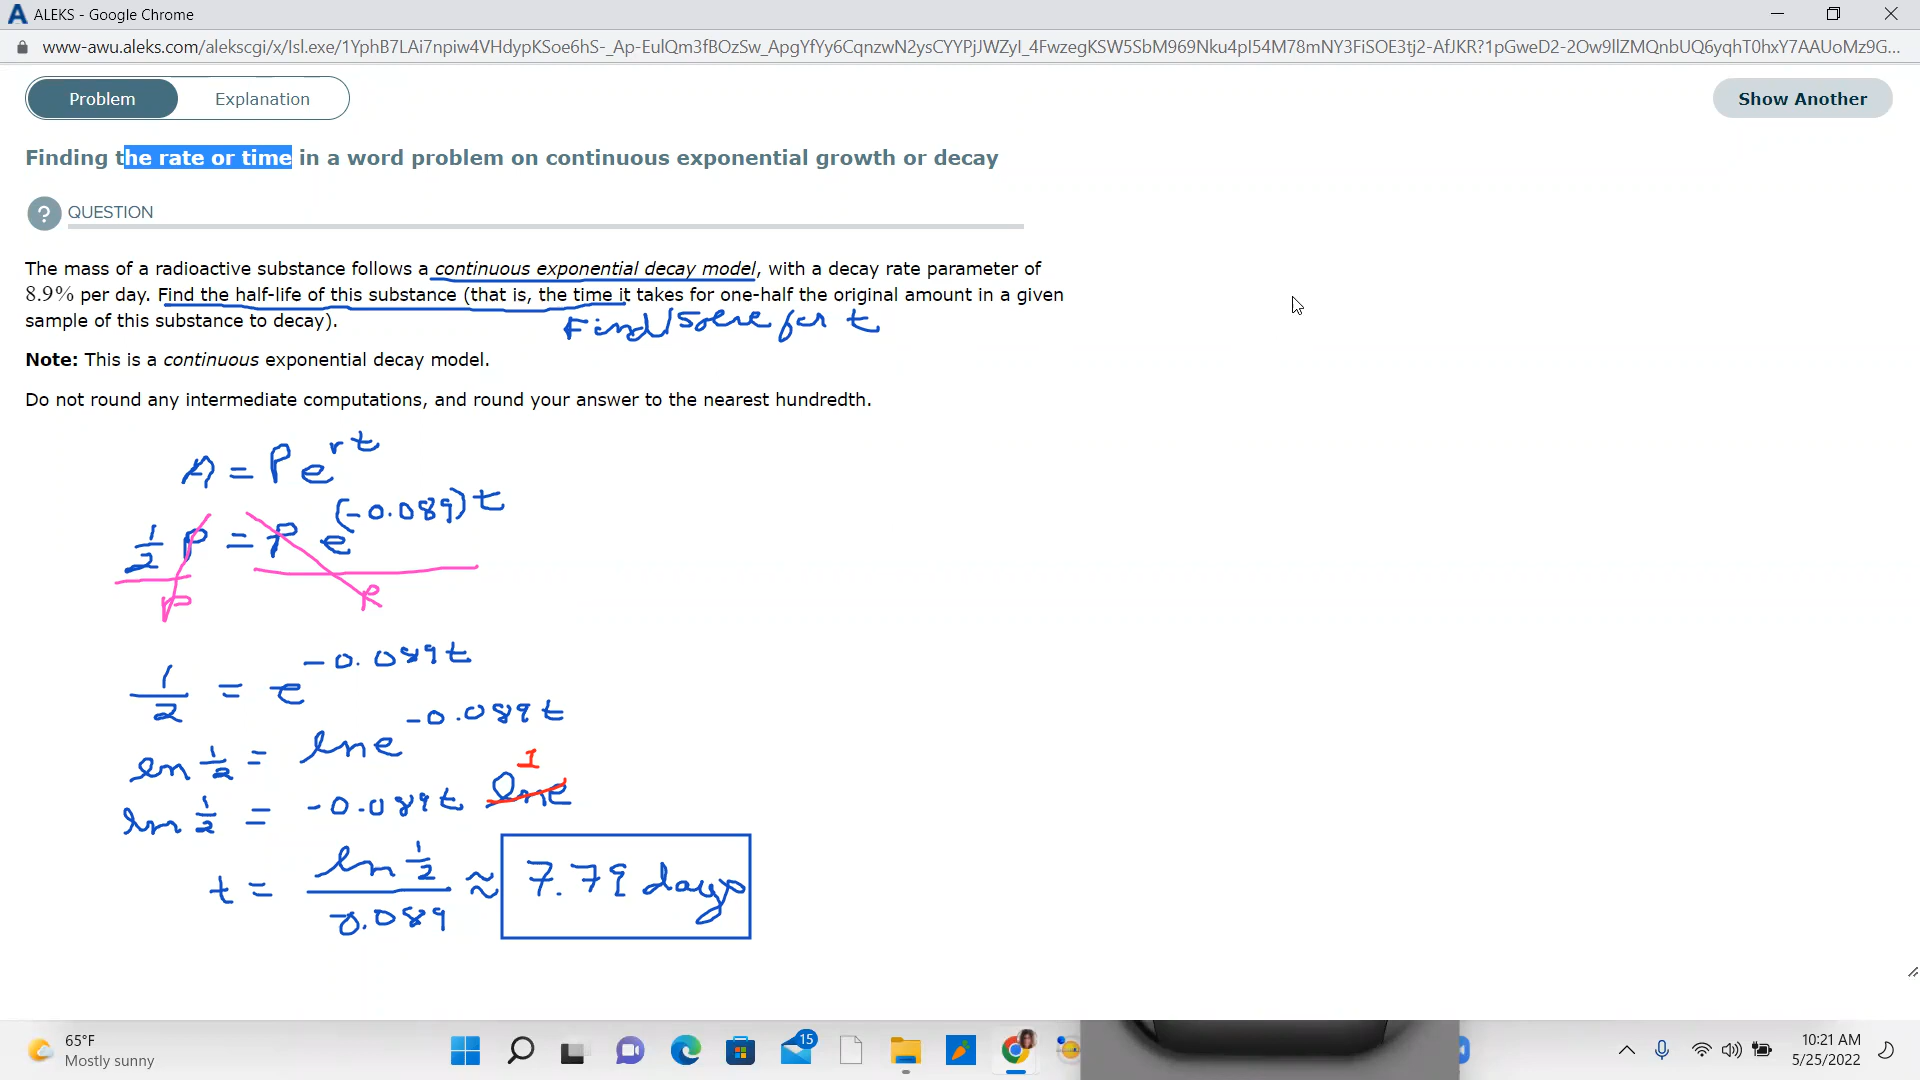 ALEKS - Google Chrome
www-awu.aleks.com/alekscgi/x/Isl.exe/1YphB7LAi7npiw4VHdypKSoe6hS-_Ap-EulQm3fBOzSw_ApgYfYy6CqnzwN2ysCYYPjJWZyI_4FwzegKSW5SbM969Nku4pI54M78mNY3FiSOE3tj2-AfJKR?1pGweD2-2Ow9llZMQnbUQ6yqhT0hxY7AAUoMz9G...
Problem Explanation Show Another
Finding the rate or time in a word problem on continuous exponential growth or decay
? QUESTION
The mass of a radioactive substance follows a continuous exponential decay model, with a decay rate parameter of
8.9% per day. Find the half-life of this substance (that is, the time it takes for one-half the original amount in a given
sample of this substance to decay).
Find/Solve for t
Note: This is a continuous exponential decay model.
Do not round any intermediate computations, and round your answer to the nearest hundredth.
A = Pe^rt
1/2 P = P e^(-0.089)t
P P
1/2 = e^-0.089t
ln 1/2 = lne^-0.089t
1
ln 1/2 = -0.089t lne
t = ln 1/2 / -0.089 ≈ 7.79 days
65°F
Mostly sunny
15
10:21 AM
5/25/2022